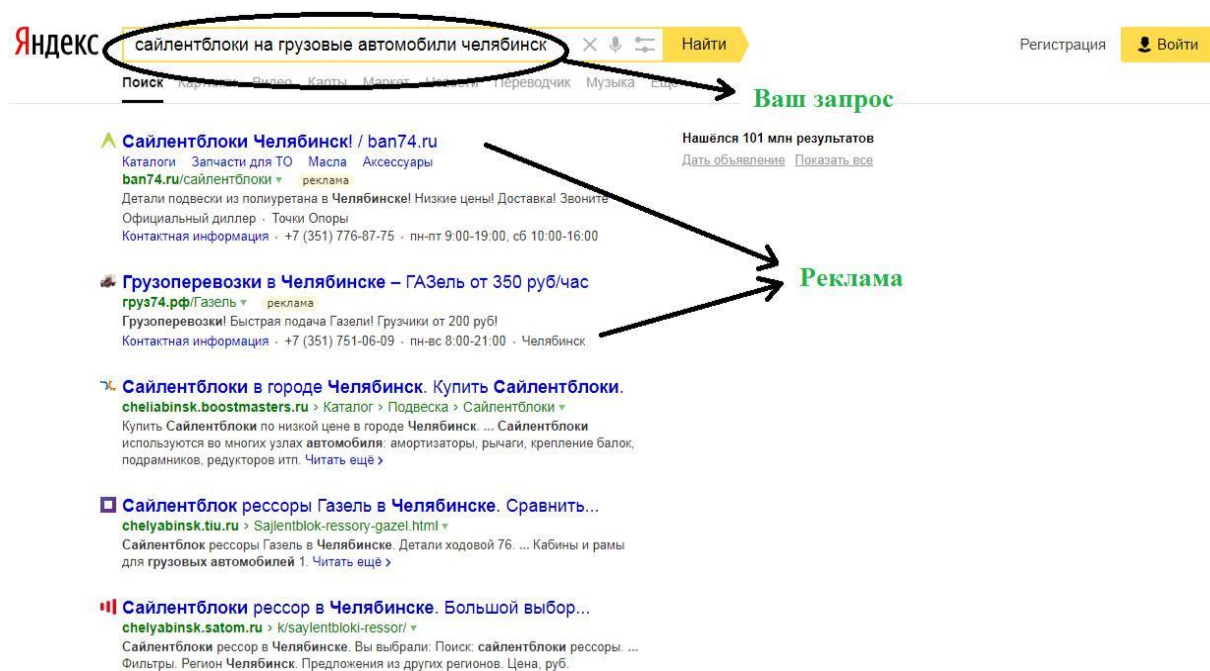 Яндекс
сайлентблоки на грузовые автомобили челябинск
Найти
Регистрация
Войти
Поиск Картинки Видео Карты Маркет Новости Переводчик Музыка Ещё
Ваш запрос
Сайлентблоки Челябинск! / ban74.ru
Каталоги Запчасти для ТО Масла Аксессуары
ban74.ru/сайлентблоки реклама
Детали подвески из полиуретана в Челябинске! Низкие цены! Доставка! Звоните
Официальный диллер · Точки Опоры
Контактная информация · +7 (351) 776-87-75 · пн-пт 9:00-19:00, сб 10:00-16:00
Нашёлся 101 млн результатов
Дать объявление Показать все
Реклама
Грузоперевозки в Челябинске – ГАЗель от 350 руб/час
груз74.рф/Газель реклама
Грузоперевозки! Быстрая подача Газели! Грузчики от 200 руб!
Контактная информация · +7 (351) 751-06-09 · пн-вс 8:00-21:00 · Челябинск
Сайлентблоки в городе Челябинск. Купить Сайлентблоки.
cheliabinsk.boostmasters.ru > Каталог > Подвеска > Сайлентблоки
Купить Сайлентблоки по низкой цене в городе Челябинск. ... Сайлентблоки
используются во многих узлах автомобиля: амортизаторы, рычаги, крепление балок,
подрамников, редукторов итп. Читать ещё >
Сайлентблок рессоры Газель в Челябинске. Сравнить...
chelyabinsk.tiu.ru > Sajlentblok-ressory-gazel.html
Сайлентблок рессоры Газель в Челябинске. Детали ходовой 76. ... Кабины и рамы
для грузовых автомобилей 1. Читать ещё >
Сайлентблоки рессор в Челябинске. Большой выбор...
chelyabinsk.satom.ru > k/saylentbloki-ressor/
Сайлентблоки рессор в Челябинске. Вы выбрали: Поиск: сайлентблоки рессоры. ...
Фильтры. Регион Челябинск. Предложения из других регионов. Цена, руб.